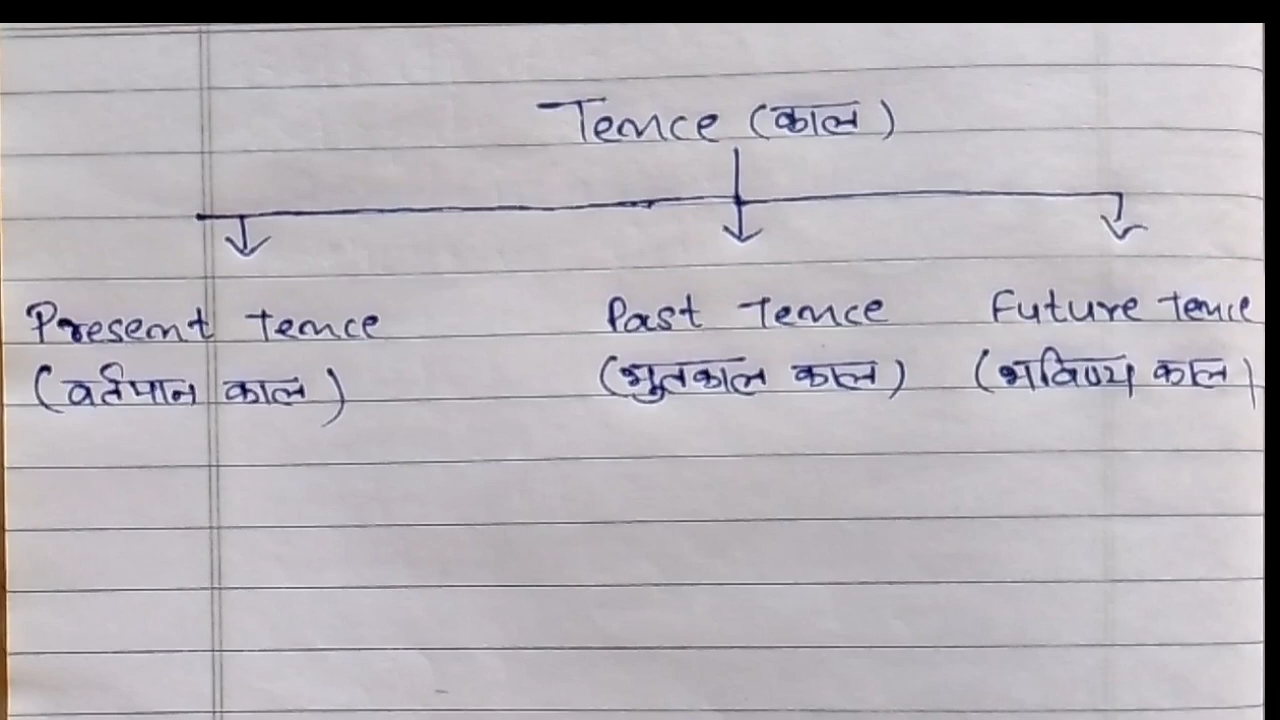 Tence (काल)
Present Tence Past Tence Future Tence
(वर्तमान काल) (भुतकाल काल) (भविष्य काल)